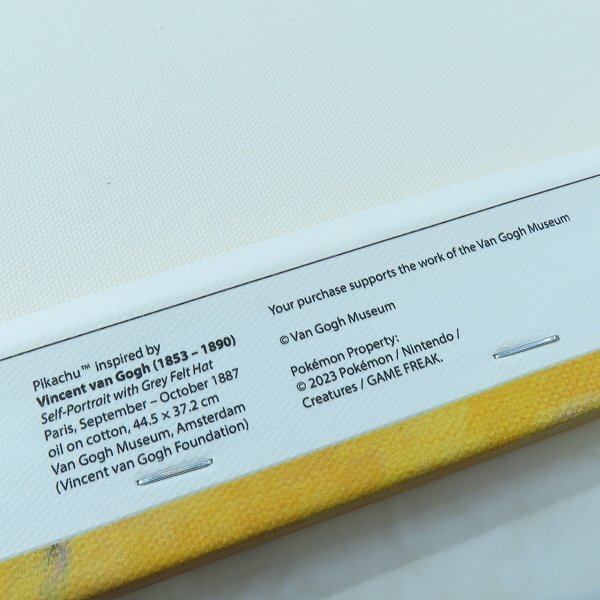 Pikachu™ inspired by
Vincent van Gogh (1853 – 1890)
Self-Portrait with Grey Felt Hat
Paris, September – October 1887
oil on cotton, 44.5 × 37.2 cm
Van Gogh Museum, Amsterdam
(Vincent van Gogh Foundation)
Your purchase supports the work of the Van Gogh Museum
© Van Gogh Museum
Pokémon Property:
© 2023 Pokémon / Nintendo /
Creatures / GAME FREAK.